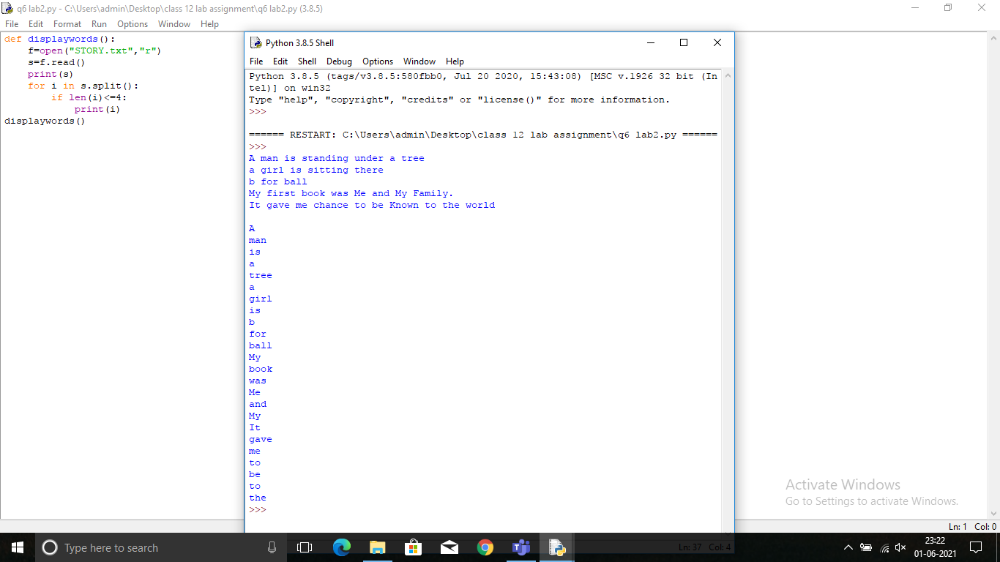 q6 lab2.py - C:\Users\admin\Desktop\class 12 lab assignment\q6 lab2.py (3.8.5)
File Edit Format Run Options Window Help
def displaywords():
    f=open("STORY.txt","r")
    s=f.read()
    print(s)
    for i in s.split():
        if len(i)<=4:
            print(i)
displaywords()
Python 3.8.5 Shell
File Edit Shell Debug Options Window Help
Python 3.8.5 (tags/v3.8.5:580fbb0, Jul 20 2020, 15:43:08) [MSC v.1926 32 bit (In
tel)] on win32
Type "help", "copyright", "credits" or "license()" for more information.
>>>
====== RESTART: C:\Users\admin\Desktop\class 12 lab assignment\q6 lab2.py ======
>>>
A man is standing under a tree
a girl is sitting there
b for ball
My first book was Me and My Family.
It gave me chance to be Known to the world
A
man
is
a
tree
a
girl
is
b
for
ball
My
book
was
Me
and
My
It
gave
me
to
be
to
the
>>>
Activate Windows
Go to Settings to activate Windows.
Ln: 1 Col: 0
Ln: 37 Col: 4
Type here to search
23:22
01-06-2021